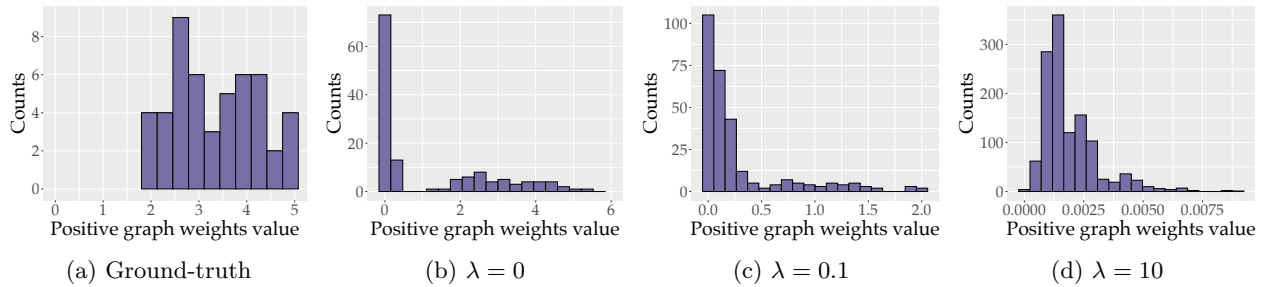 Counts
8
6
4
2
0
0 1 2 3 4 5
Positive graph weights value
(a) Ground-truth
Counts
60
40
20
0
0 2 4 6
Positive graph weights value
(b) λ = 0
Counts
100
75
50
25
0
0.0 0.5 1.0 1.5 2.0
Positive graph weights value
(c) λ = 0.1
Counts
300
200
100
0
0.0000 0.0025 0.0050 0.0075
Positive graph weights value
(d) λ = 10